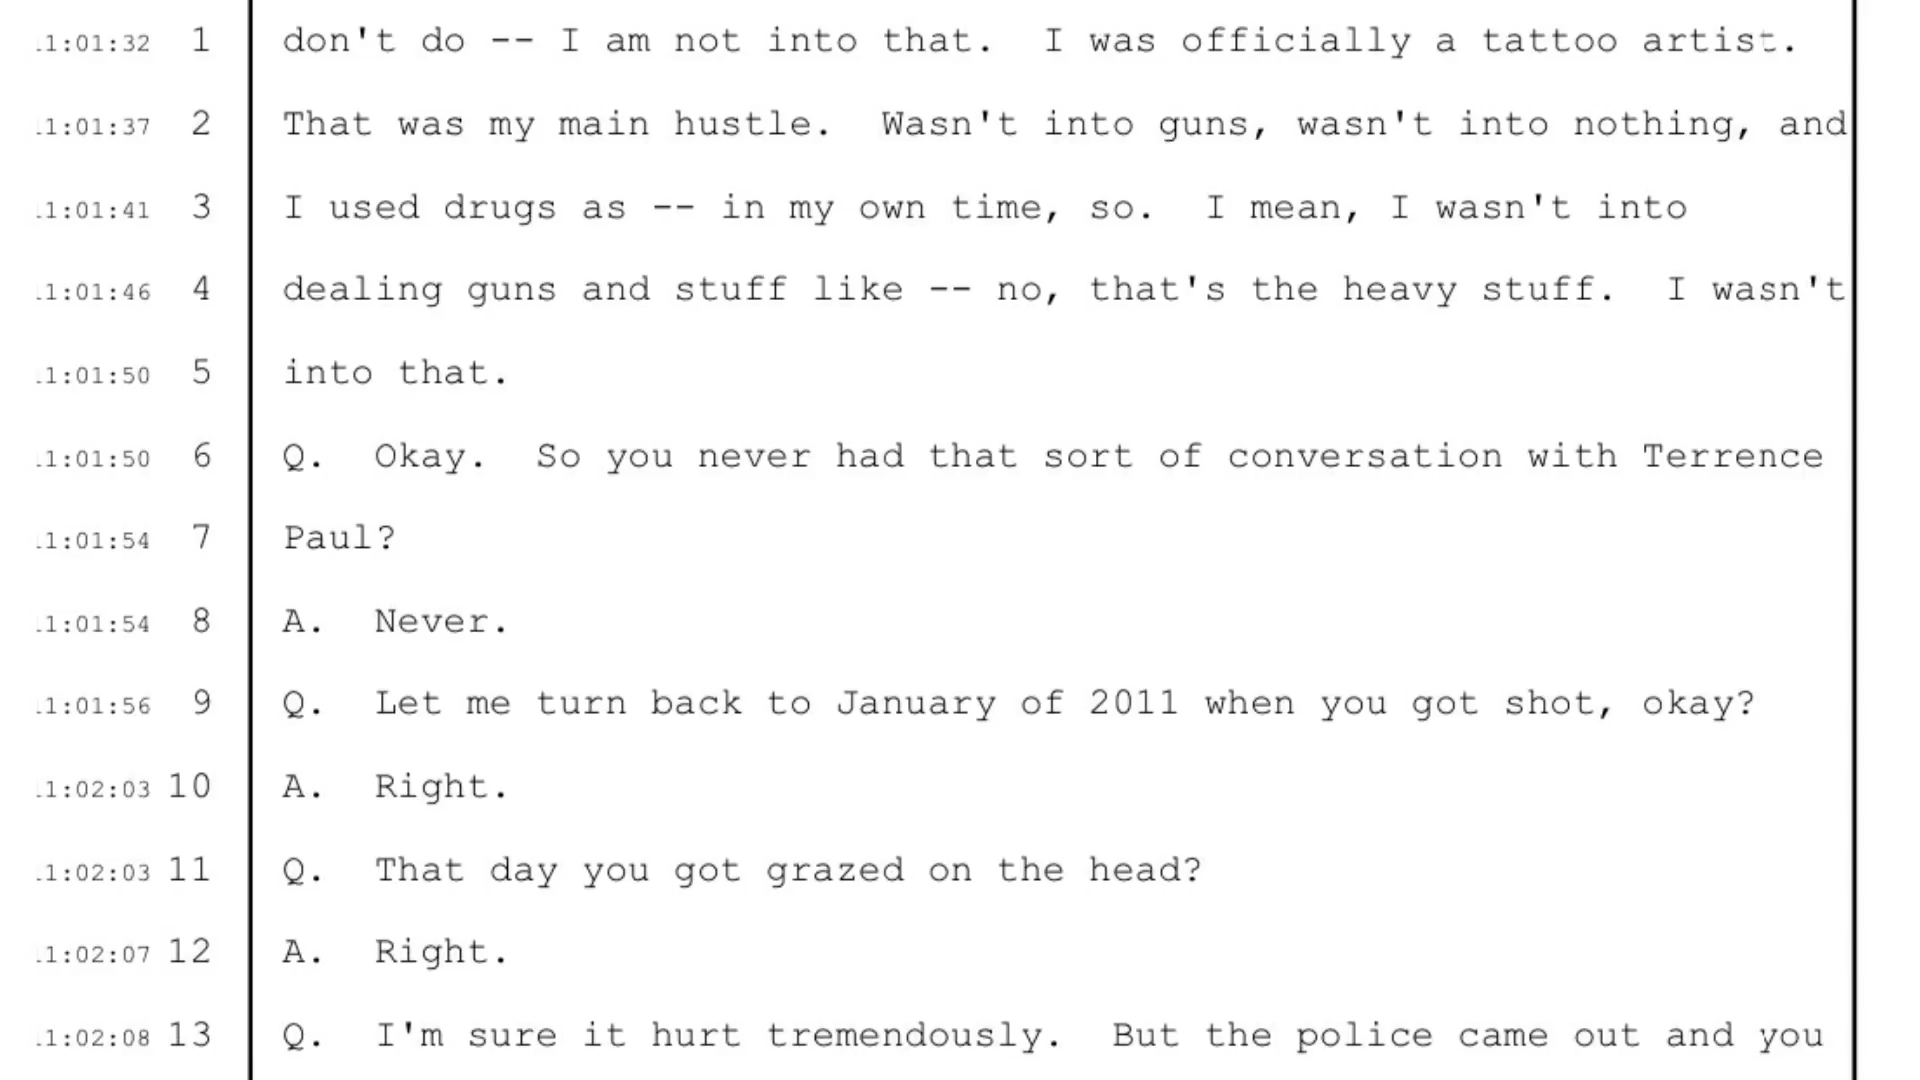 1:01:32 1 don't do -- I am not into that. I was officially a tattoo artist.
1:01:37 2 That was my main hustle. Wasn't into guns, wasn't into nothing, and
1:01:41 3 I used drugs as -- in my own time, so. I mean, I wasn't into
1:01:46 4 dealing guns and stuff like -- no, that's the heavy stuff. I wasn't
1:01:50 5 into that.
1:01:50 6 Q. Okay. So you never had that sort of conversation with Terrence
1:01:54 7 Paul?
1:01:54 8 A. Never.
1:01:56 9 Q. Let me turn back to January of 2011 when you got shot, okay?
1:02:03 10 A. Right.
1:02:03 11 Q. That day you got grazed on the head?
1:02:07 12 A. Right.
1:02:08 13 Q. I'm sure it hurt tremendously. But the police came out and you